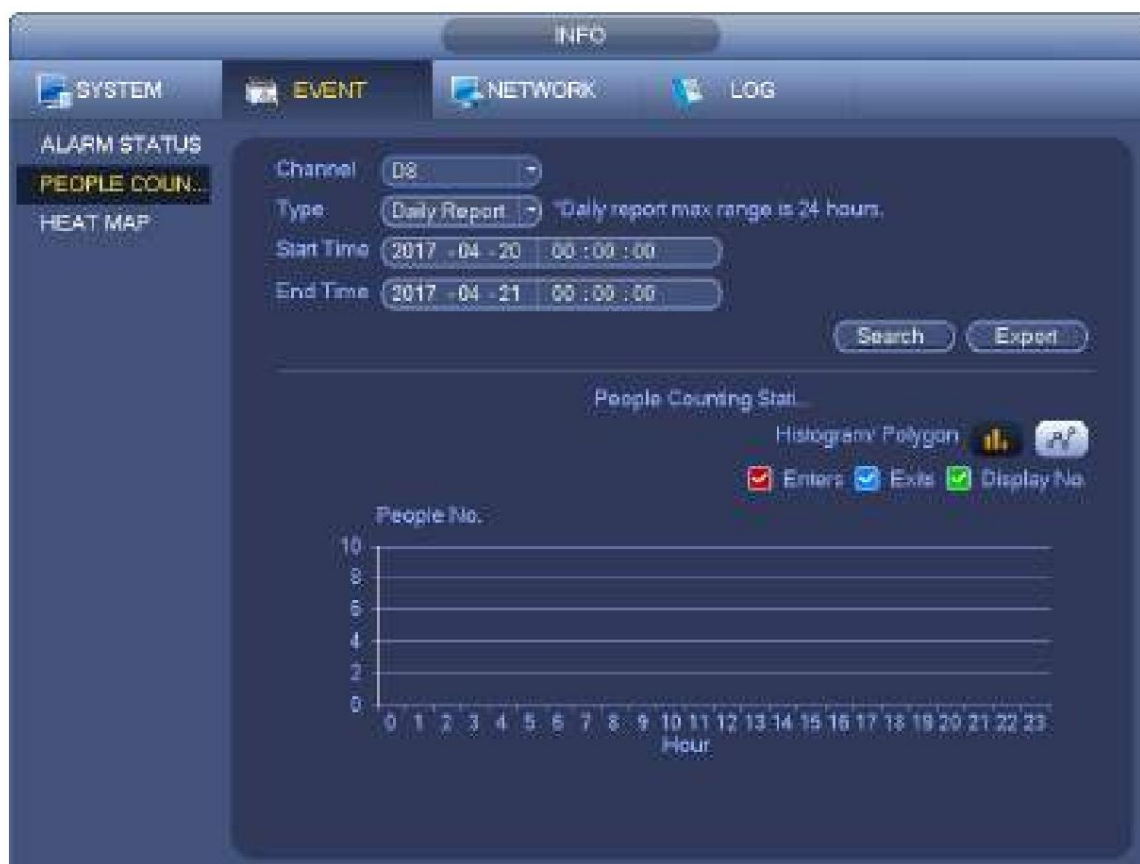 INFO
SYSTEM EVENT NETWORK LOG
ALARM STATUS
PEOPLE COUN...
HEAT MAP
Channel D8
Type Daily Report *Daily report max range is 24 hours.
Start Time 2017 - 04 - 20 00 : 00 : 00
End Time 2017 - 04 - 21 00 : 00 : 00
Search Export
People Counting Stati...
Histogram/ Polygon
Enters Exits Display No.
People No.
10
8
6
4
2
0
0 1 2 3 4 5 6 7 8 9 10 11 12 13 14 15 16 17 18 19 20 21 22 23
Hour